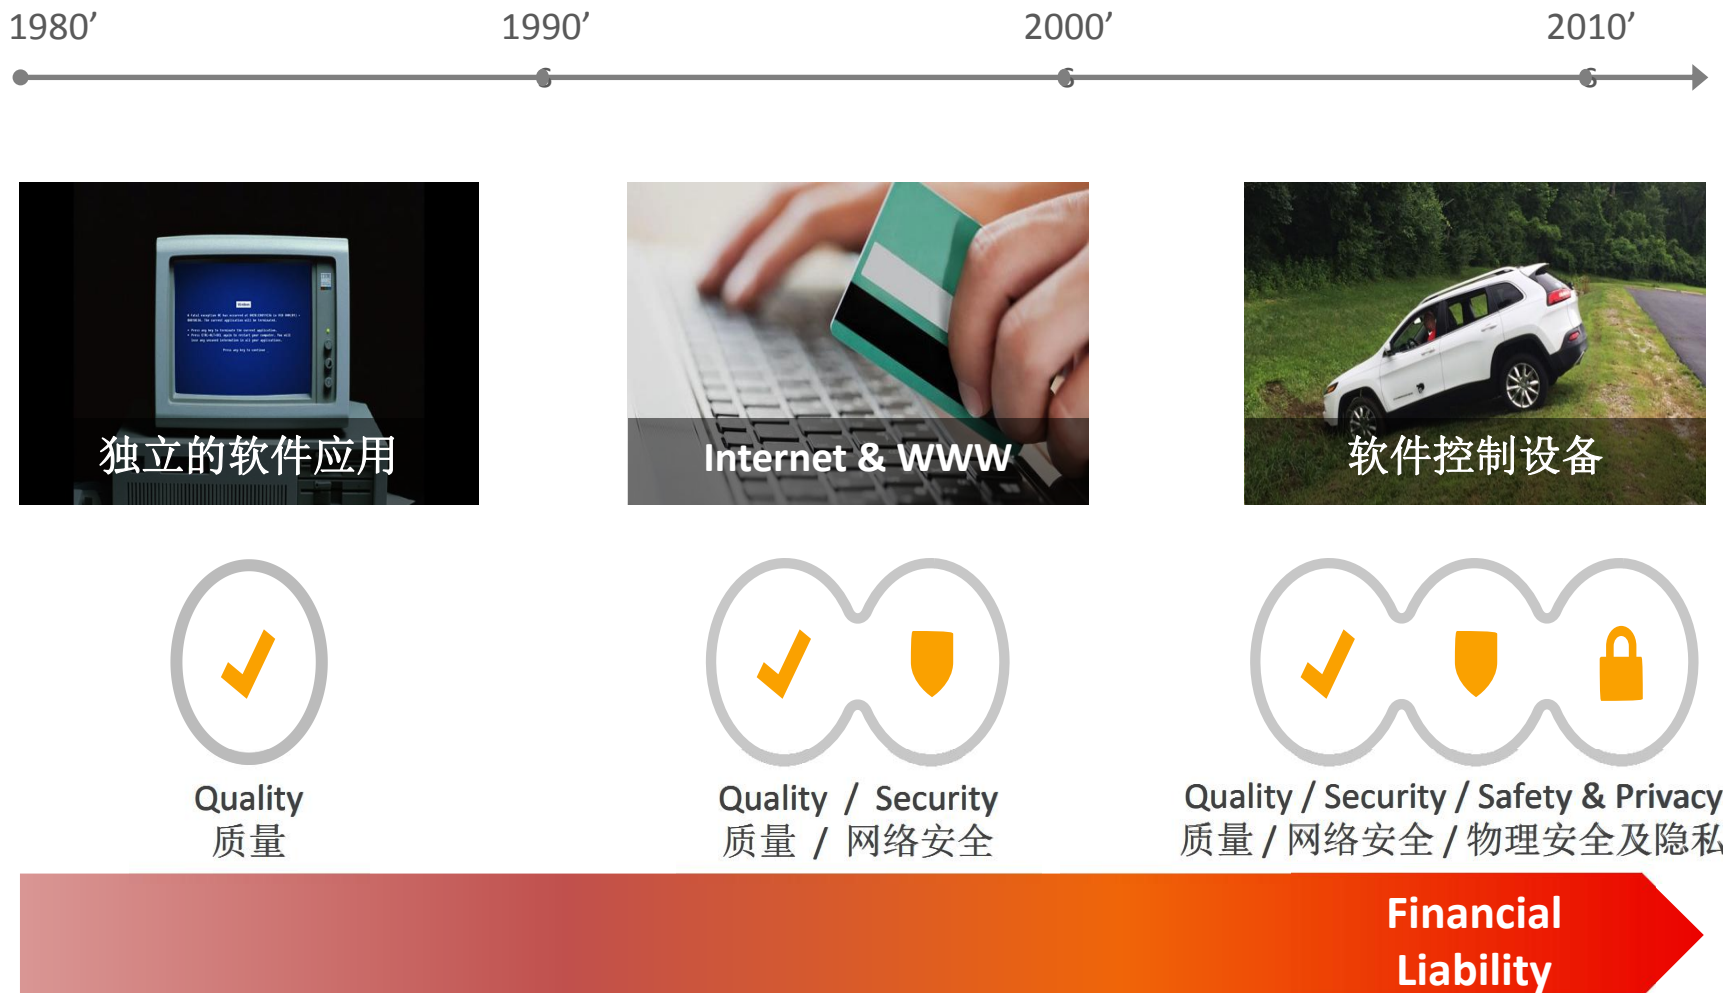 1980’
1990’
2000’
2010’
s
s
s
独立的软件应用
Internet & WWW
软件控制设备
Quality
质量
Quality / Security
质量 / 网络安全
Quality / Security / Safety & Privacy
质量 / 网络安全 / 物理安全及隐私
Financial
Liability